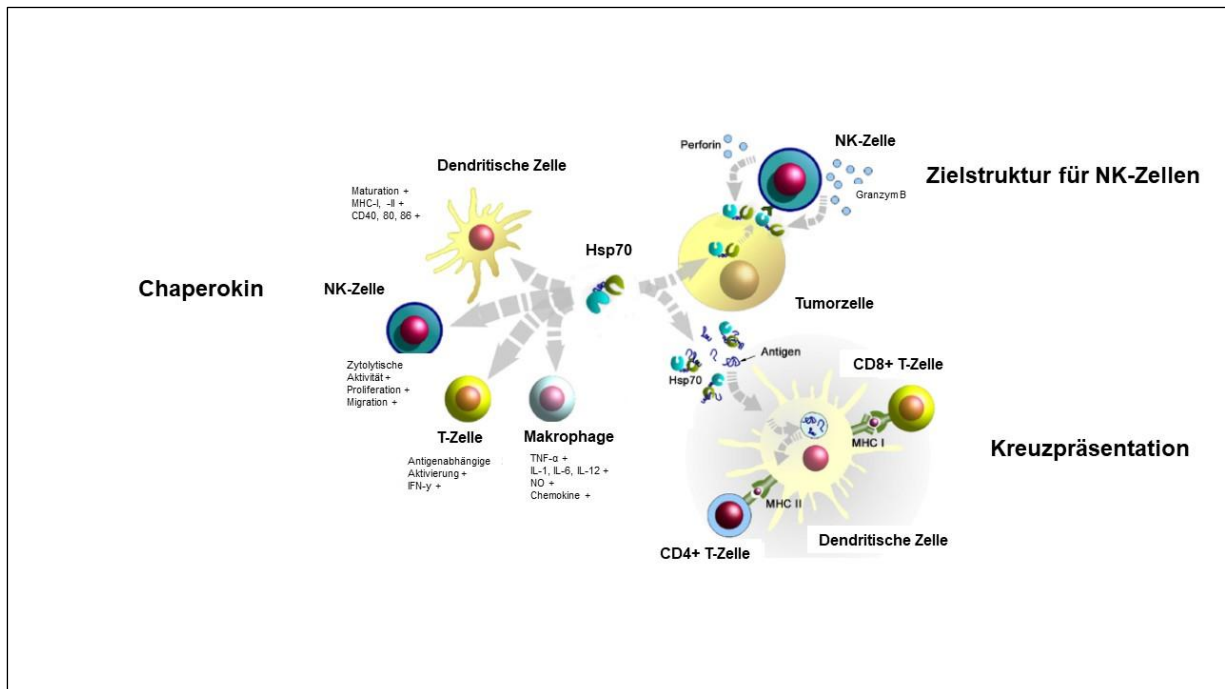 Chaperokin
Dendritische Zelle
Maturation +
MHC-I, -II +
CD40, 80, 86 +
NK-Zelle
Zytolytische
Aktivität +
Proliferation +
Migration +
T-Zelle
Antigenabhängige
Aktivierung +
IFN-y +
Makrophage
TNF-α +
IL-1, IL-6, IL-12 +
NO +
Chemokine +
Hsp70
Perforin
NK-Zelle
Granzym B
Zielstruktur für NK-Zellen
Tumorzelle
Antigen
Hsp70
CD8+ T-Zelle
MHC I
Kreuzpräsentation
MHC II
Dendritische Zelle
CD4+ T-Zelle